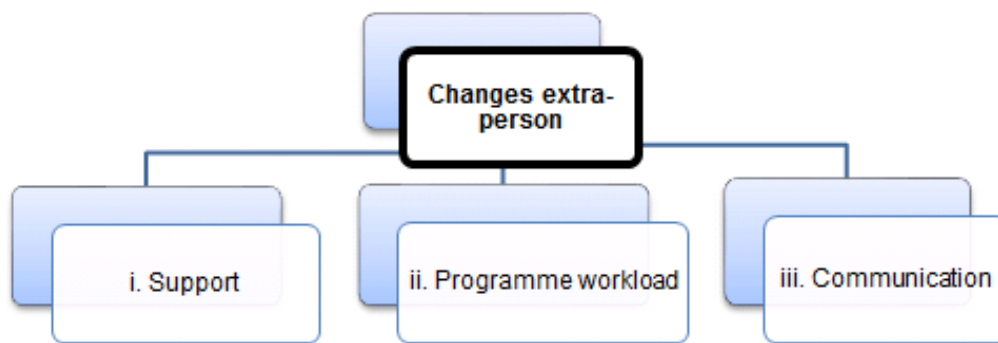 Changes extra-
person
i. Support
ii. Programme workload
iii. Communication